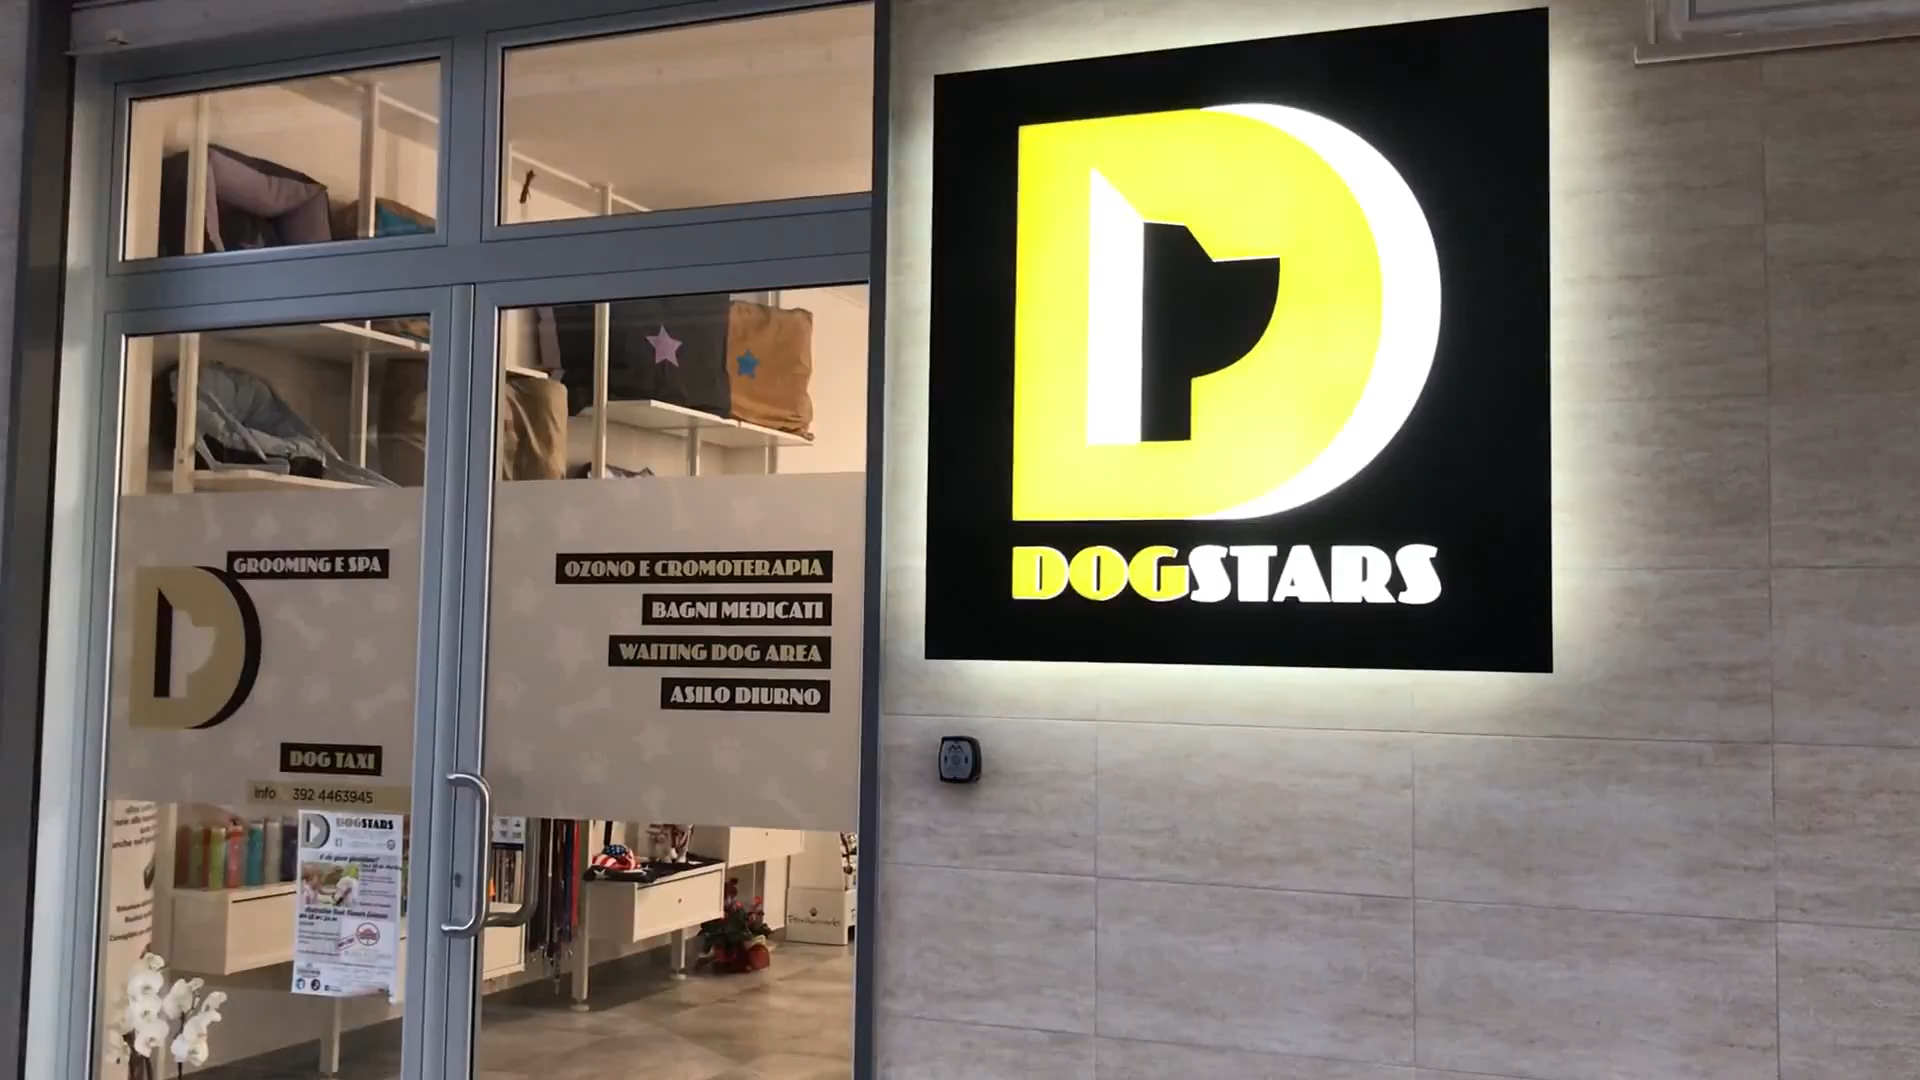 GROOMING E SPA
DOG TAXI
info 392 4463945
OZONO E CROMOTERAPIA
BAGNI MEDICATI
WAITING DOG AREA
ASILO DIURNO
DOGSTARS
DOGSTARS